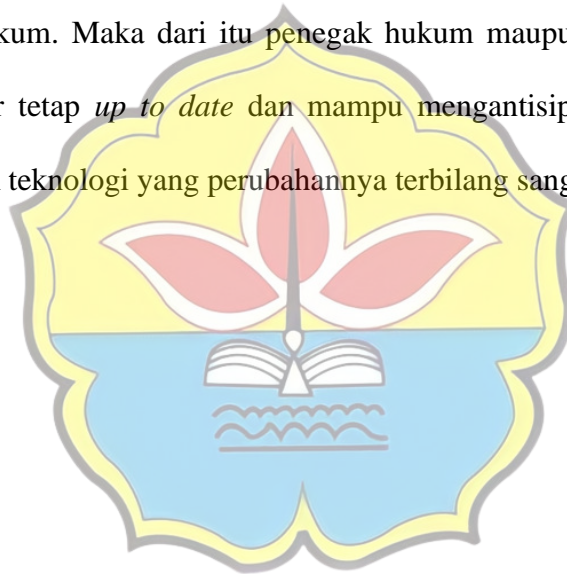 kum. Maka dari itu penegak hukum maupu
r tetap up to date dan mampu mengantisip
teknologi yang perubahannya terbilang sang